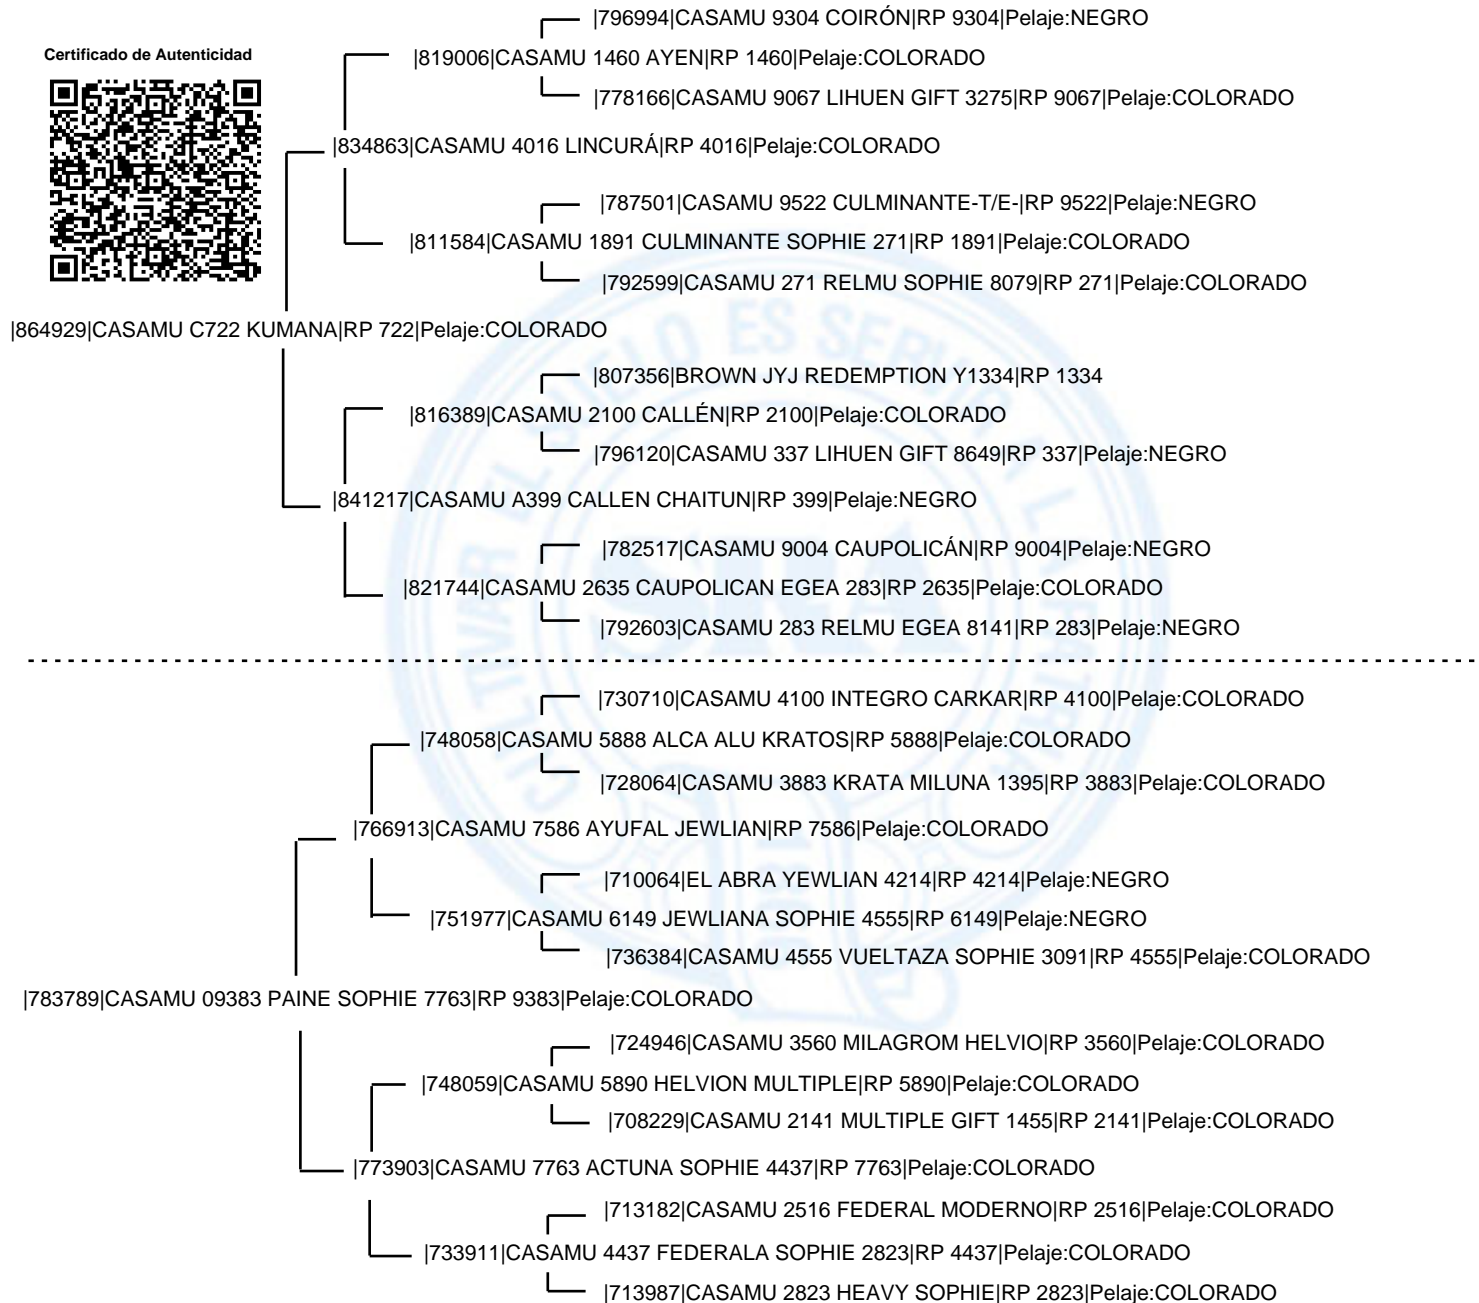 |796994|CASAMU 9304 COIRÓN|RP 9304|Pelaje:NEGRO
Certificado de Autenticidad
|819006|CASAMU 1460 AYEN|RP 1460|Pelaje:COLORADO
|778166|CASAMU 9067 LIHUEN GIFT 3275|RP 9067|Pelaje:COLORADO
|834863|CASAMU 4016 LINCURÁ|RP 4016|Pelaje:COLORADO
|787501|CASAMU 9522 CULMINANTE-T/E-|RP 9522|Pelaje:NEGRO
|811584|CASAMU 1891 CULMINANTE SOPHIE 271|RP 1891|Pelaje:COLORADO
|792599|CASAMU 271 RELMU SOPHIE 8079|RP 271|Pelaje:COLORADO
|864929|CASAMU C722 KUMANA|RP 722|Pelaje:COLORADO
|807356|BROWN JYJ REDEMPTION Y1334|RP 1334
|816389|CASAMU 2100 CALLÉN|RP 2100|Pelaje:COLORADO
|796120|CASAMU 337 LIHUEN GIFT 8649|RP 337|Pelaje:NEGRO
|841217|CASAMU A399 CALLEN CHAITUN|RP 399|Pelaje:NEGRO
|782517|CASAMU 9004 CAUPOLICÁN|RP 9004|Pelaje:NEGRO
|821744|CASAMU 2635 CAUPOLICAN EGEA 283|RP 2635|Pelaje:COLORADO
|792603|CASAMU 283 RELMU EGEA 8141|RP 283|Pelaje:NEGRO
|730710|CASAMU 4100 INTEGRO CARKAR|RP 4100|Pelaje:COLORADO
|748058|CASAMU 5888 ALCA ALU KRATOS|RP 5888|Pelaje:COLORADO
|728064|CASAMU 3883 KRATA MILUNA 1395|RP 3883|Pelaje:COLORADO
|766913|CASAMU 7586 AYUFAL JEWLIAN|RP 7586|Pelaje:COLORADO
|710064|EL ABRA YEWLIAN 4214|RP 4214|Pelaje:NEGRO
|751977|CASAMU 6149 JEWLIANA SOPHIE 4555|RP 6149|Pelaje:NEGRO
|736384|CASAMU 4555 VUELTAZA SOPHIE 3091|RP 4555|Pelaje:COLORADO
|783789|CASAMU 09383 PAINE SOPHIE 7763|RP 9383|Pelaje:COLORADO
|724946|CASAMU 3560 MILAGROM HELVIO|RP 3560|Pelaje:COLORADO
|748059|CASAMU 5890 HELVION MULTIPLE|RP 5890|Pelaje:COLORADO
|708229|CASAMU 2141 MULTIPLE GIFT 1455|RP 2141|Pelaje:COLORADO
|773903|CASAMU 7763 ACTUNA SOPHIE 4437|RP 7763|Pelaje:COLORADO
|713182|CASAMU 2516 FEDERAL MODERNO|RP 2516|Pelaje:COLORADO
|733911|CASAMU 4437 FEDERALA SOPHIE 2823|RP 4437|Pelaje:COLORADO
|713987|CASAMU 2823 HEAVY SOPHIE|RP 2823|Pelaje:COLORADO
CULTIVAR EL SUELO ES SERVIR A LA PATRIA
1866